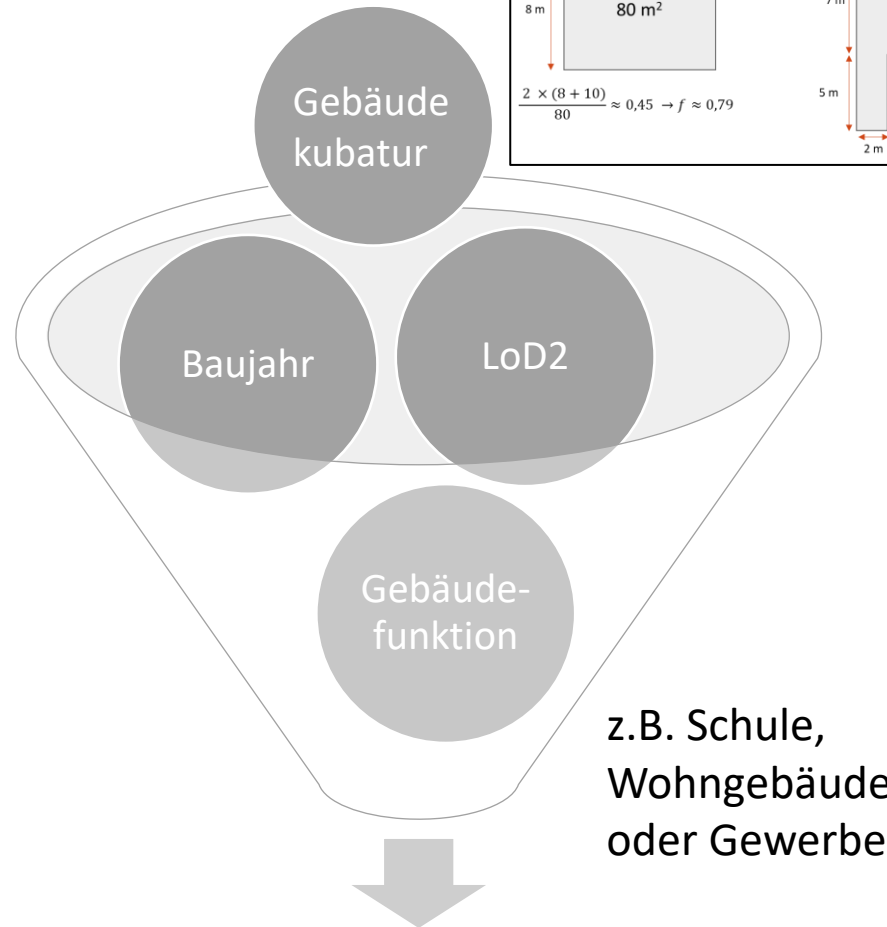 8 m
80 m²
7 m
5 m
2 × (8 + 10)
80
≈ 0,45 → f ≈ 0,79
2 m
Gebäude
kubatur
Baujahr
LoD2
Gebäude-
funktion
z.B. Schule,
Wohngebäude
oder Gewerbe